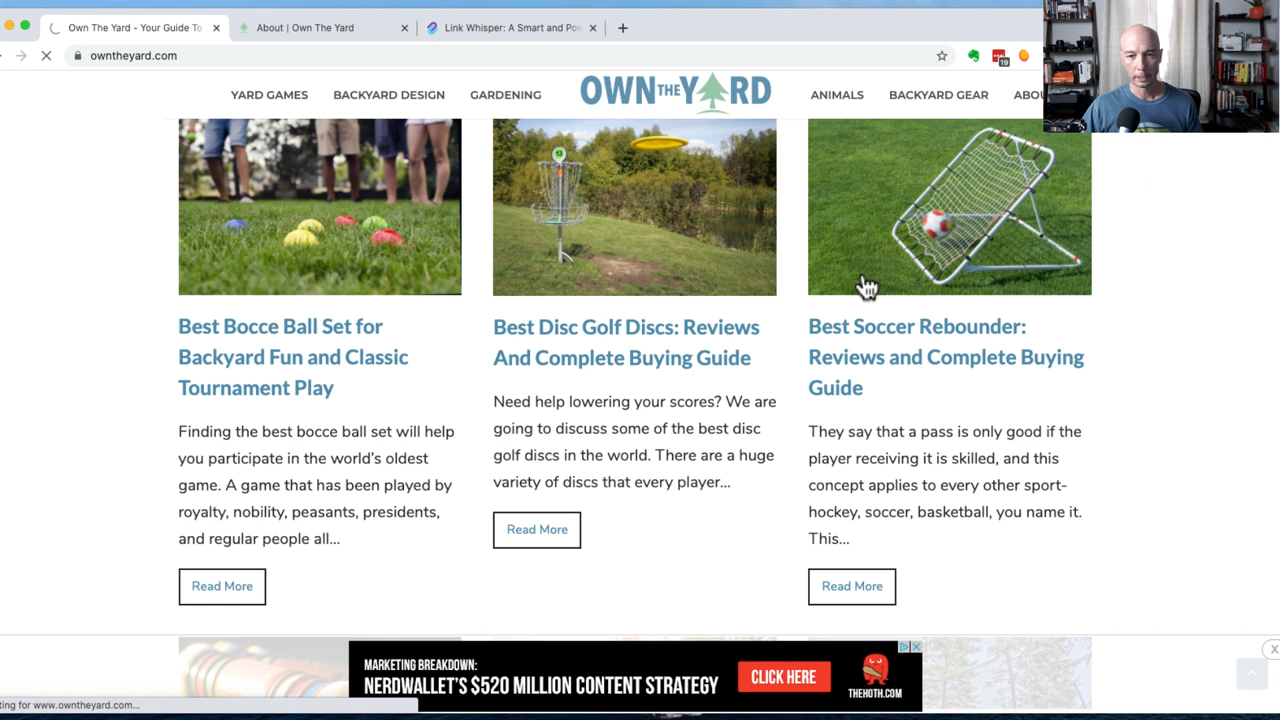 Own The Yard - Your Guide To
About | Own The Yard
Link Whisper: A Smart and Pow
owntheyard.com
19
YARD GAMES
BACKYARD DESIGN
GARDENING
OWN THE YARD
ANIMALS
BACKYARD GEAR
ABOU
Best Bocce Ball Set for
Backyard Fun and Classic
Tournament Play
Finding the best bocce ball set will help
you participate in the world's oldest
game. A game that has been played by
royalty, nobility, peasants, presidents,
and regular people all...
Read More
Best Disc Golf Discs: Reviews
And Complete Buying Guide
Need help lowering your scores? We are
going to discuss some of the best disc
golf discs in the world. There are a huge
variety of discs that every player...
Read More
Best Soccer Rebounder:
Reviews and Complete Buying
Guide
They say that a pass is only good if the
player receiving it is skilled, and this
concept applies to every other sport-
hockey, soccer, basketball, you name it.
This...
Read More
MARKETING BREAKDOWN:
NERDWALLET'S $520 MILLION CONTENT STRATEGY
CLICK HERE
THEHOTH.COM
X
ting for www.owntheyard.com...